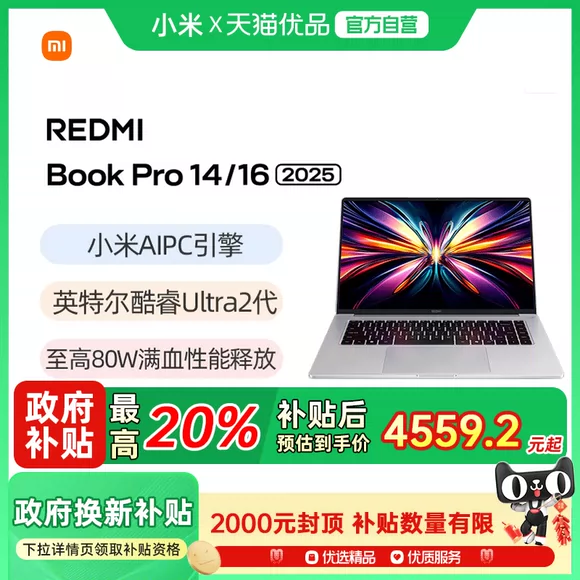 小米X天猫优品 官方自营
mi
REDMI
Book Pro 14/16 2025
小米AIPC引擎
英特尔酷睿Ultra2代
至高80W满血性能释放
政府补贴
最高20%
补贴后
预估到手价
4559.2元起
政府换新补贴
下拉详情页领取补贴资格
2000元封顶 补贴数量有限
优选精品 优质服务